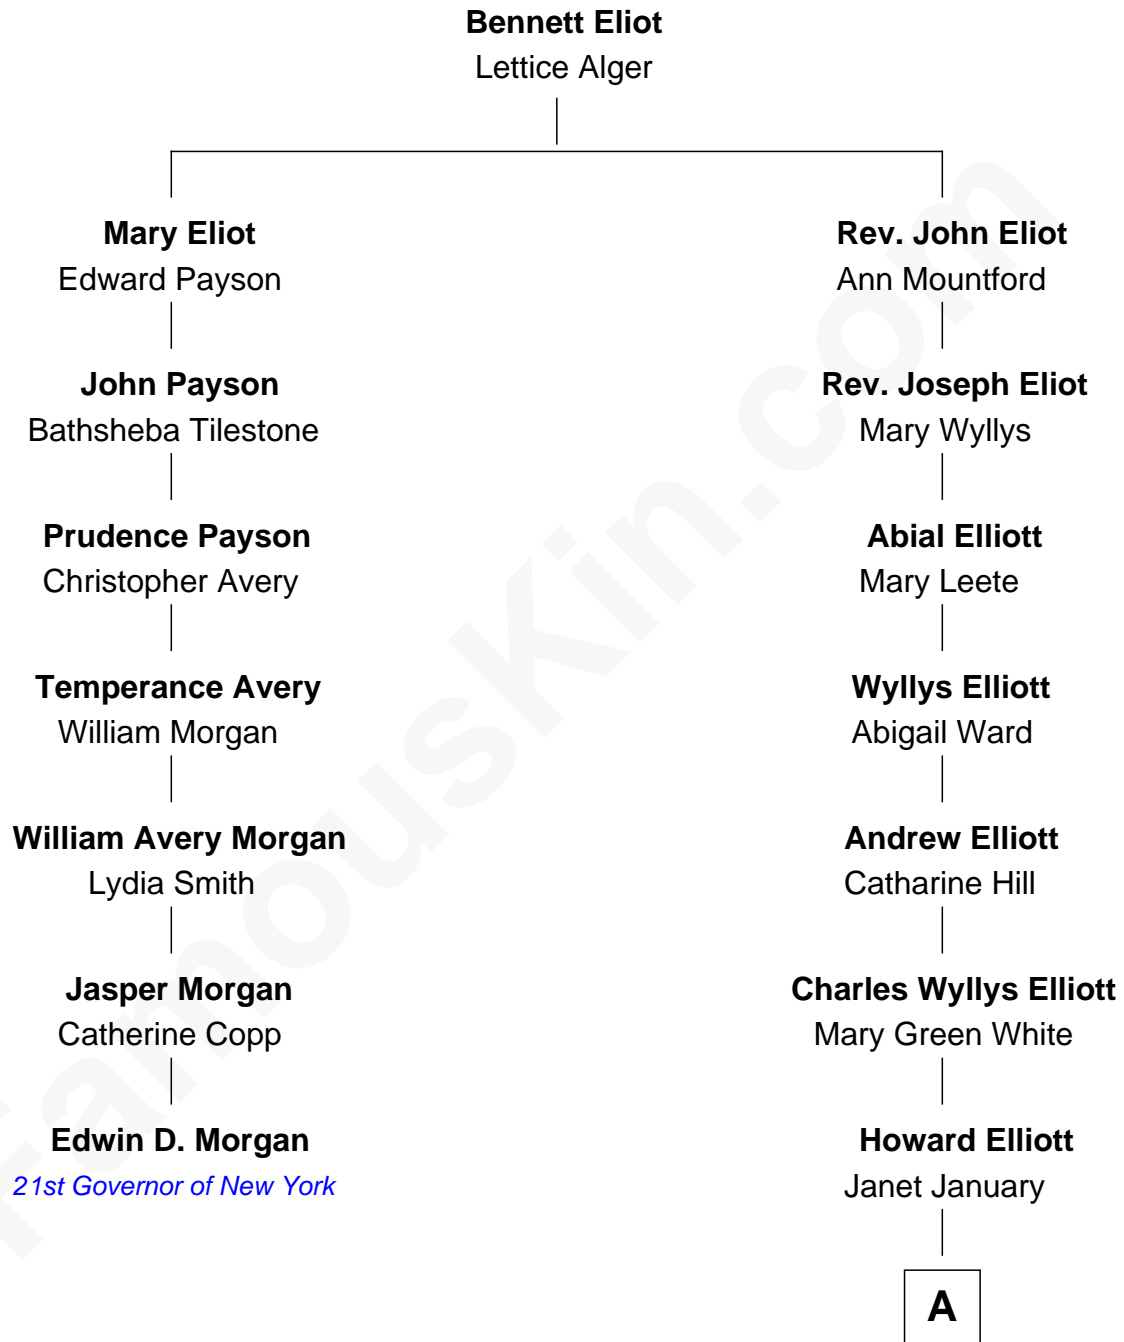 Bennett Eliot
Lettice Alger
Mary Eliot
Edward Payson
Rev. John Eliot
Ann Mountford
John Payson
Bathsheba Tilestone
Rev. Joseph Eliot
Mary Wyllys
Prudence Payson
Christopher Avery
Abial Elliott
Mary Leete
Temperance Avery
William Morgan
Wyllys Elliott
Abigail Ward
William Avery Morgan
Lydia Smith
Andrew Elliott
Catharine Hill
Jasper Morgan
Catherine Copp
Charles Wyllys Elliott
Mary Green White
Edwin D. Morgan
21st Governor of New York
Howard Elliott
Janet January
A
FamousKin.com